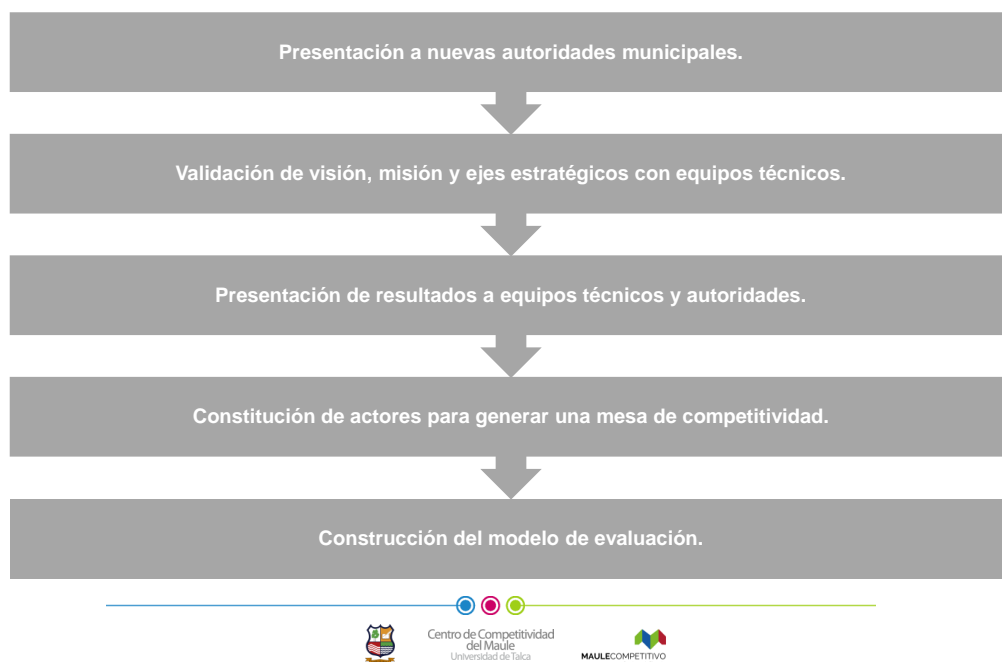 Presentación a nuevas autoridades municipales.
Validación de visión, misión y ejes estratégicos con equipos técnicos.
Presentación de resultados a equipos técnicos y autoridades.
Constitución de actores para generar una mesa de competitividad.
Construcción del modelo de evaluación.
Centro de Competitividad
del Maule
Universidad de Talca
MAULECOMPETITIVO